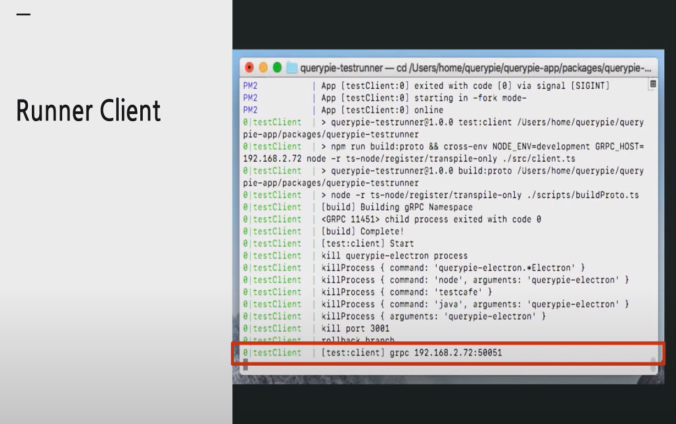 Runner Client
querypie-testrunner — cd /Users/home/querypie/querypie-app/packages/querypie-...
PM2 | App [testClient:0] exited with code [0] via signal [SIGINT]
PM2 | App [testClient:0] starting in -fork mode-
PM2 | App [testClient:0] online
0|testClient | > querypie-testrunner@1.0.0 test:client /Users/home/querypie/query
pie-app/packages/querypie-testrunner
0|testClient | > npm run build:proto && cross-env NODE_ENV=development GRPC_HOST=
192.168.2.72 node -r ts-node/register/transpile-only ./src/client.ts
0|testClient | > querypie-testrunner@1.0.0 build:proto /Users/home/querypie/query
pie-app/packages/querypie-testrunner
0|testClient | > node -r ts-node/register/transpile-only ./scripts/buildProto.ts
0|testClient | [build] Building gRPC Namespace
0|testClient | <GRPC 11451> child process exited with code 0
0|testClient | [build] Complete!
0|testClient | [test:client] Start
0|testClient | kill querypie-electron process
0|testClient | killProcess { command: 'querypie-electron.*Electron' }
0|testClient | killProcess { command: 'node', arguments: 'querypie-electron' }
0|testClient | killProcess { command: 'testcafe' }
0|testClient | killProcess { command: 'java', arguments: 'querypie-electron' }
0|testClient | killProcess { arguments: 'querypie-electron' }
0|testClient | kill port 3001
0|testClient | rollback branch
0|testClient | [test:client] grpc 192.168.2.72:50051